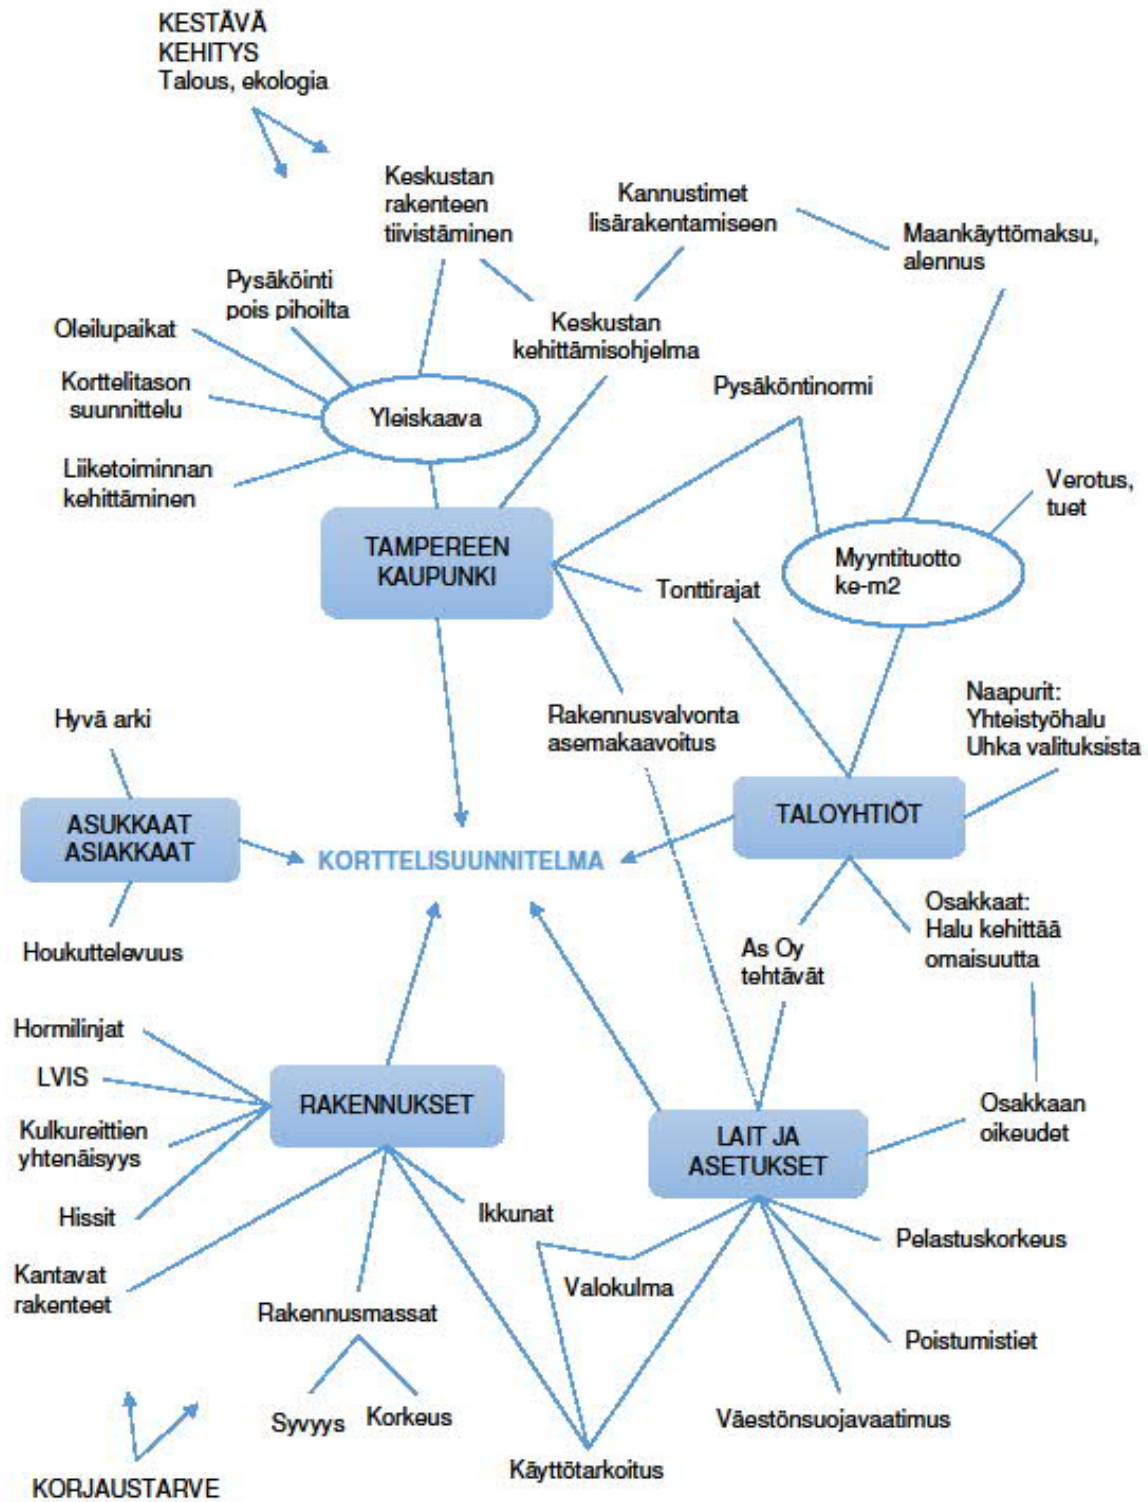 KESTÄVÄ
KEHITYS
Talous, ekologia
Keskustan
rakenteen
tiivistäminen
Kannustimet
lisärakentamiseen
Maankäyttömaksu,
alennus
Pysäköinti
pois pihoilta
Oleilupaikat
Keskustan
kehittämisohjelma
Korttelitason
suunnittelu
Yleiskaava
Pysäköntinormi
Liiketoiminnan
kehittäminen
Verotus,
tuet
TAMPEREEN
KAUPUNKI
Myyntituotto
ke-m2
Tonttirajat
Naapurit:
Yhteistyöhalu
Uhka valituksista
Hyvä arki
Rakennusvalvonta
asemakaavoitus
ASUKKAAT
ASIAKKAAT
TALOYHTIÖT
KORTTELISUUNNITELMA
Houkuttelevuus
As Oy
tehtävät
Osakkaat:
Halu kehittää
omaisuutta
Hormilinjat
LVIS
RAKENNUKSET
Kulkureittien
yhtenäisyys
LAIT JA
ASETUKSET
Osakkaan
oikeudet
Hissit
Ikkunat
Pelastuskorkeus
Kantavat
rakenteet
Valokulma
Rakennusmassat
Poistumistiet
Syvyys
Korkeus
Väestönsuojavaatimus
Käyttötarkoitus
KORJAUSTARVE